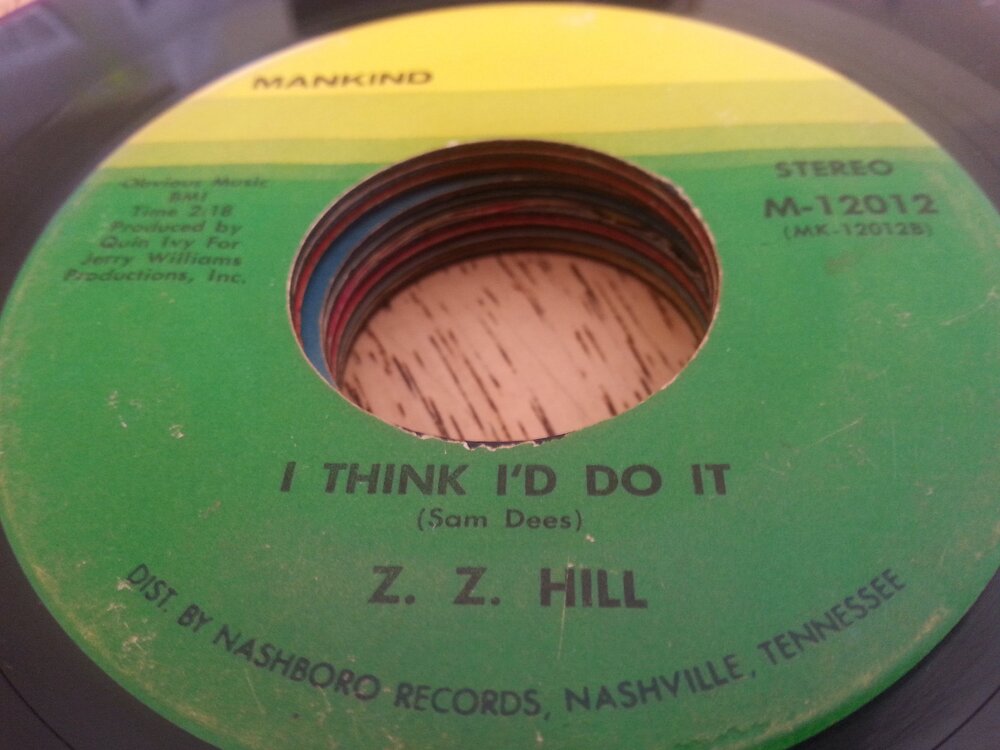 MANKIND
Obvious Music
BMI
Time 2:18
Produced by
Quin Ivy For
Jerry Williams
Productions, Inc.
STEREO
M-12012
(MK-12012B)
I THINK I'D DO IT
(Sam Dees)
Z. Z. HILL
DIST. BY NASHBORO RECORDS, NASHVILLE, TENNESSEE